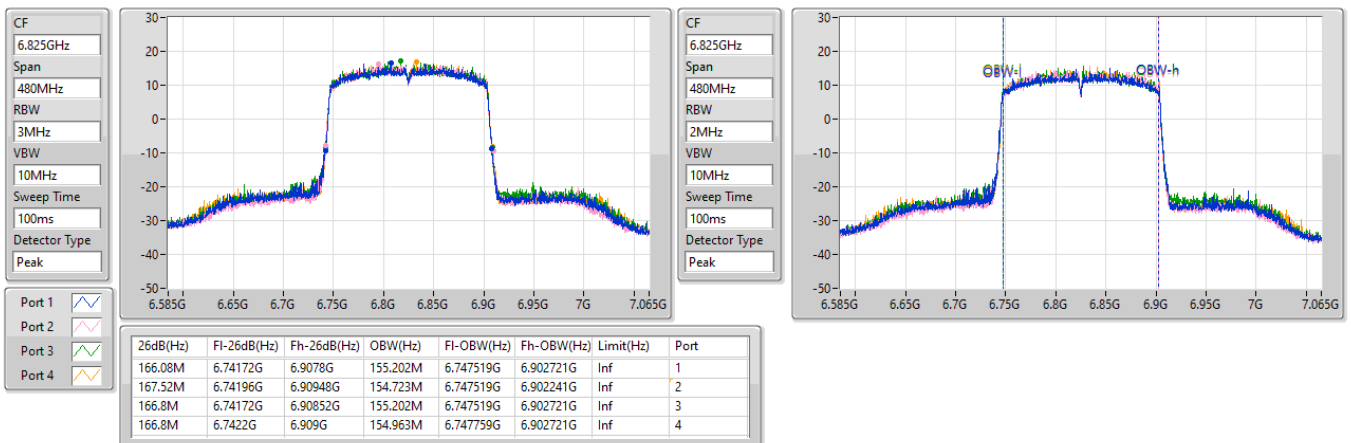 CF
6.825GHz
Span
480MHz
RBW
3MHz
VBW
10MHz
Sweep Time
100ms
Detector Type
Peak
30
20
10
0
-10
-20
-30
-40
-50
6.585G 6.65G 6.7G 6.75G 6.8G 6.85G 6.9G 6.95G 7G 7.065G
CF
6.825GHz
Span
480MHz
RBW
2MHz
VBW
10MHz
Sweep Time
100ms
Detector Type
Peak
30
20
10
0
-10
-20
-30
-40
-50
OBW-l OBW-h
6.585G 6.65G 6.7G 6.75G 6.8G 6.85G 6.9G 6.95G 7G 7.065G
Port 1
Port 2
Port 3
Port 4
26dB(Hz) Fl-26dB(Hz) Fh-26dB(Hz) OBW(Hz) Fl-OBW(Hz) Fh-OBW(Hz) Limit(Hz) Port
166.08M 6.74172G 6.9078G 155.202M 6.747519G 6.902721G Inf 1
167.52M 6.74196G 6.90948G 154.723M 6.747519G 6.902241G Inf 2
166.8M 6.74172G 6.90852G 155.202M 6.747519G 6.902721G Inf 3
166.8M 6.7422G 6.909G 154.963M 6.747759G 6.902721G Inf 4